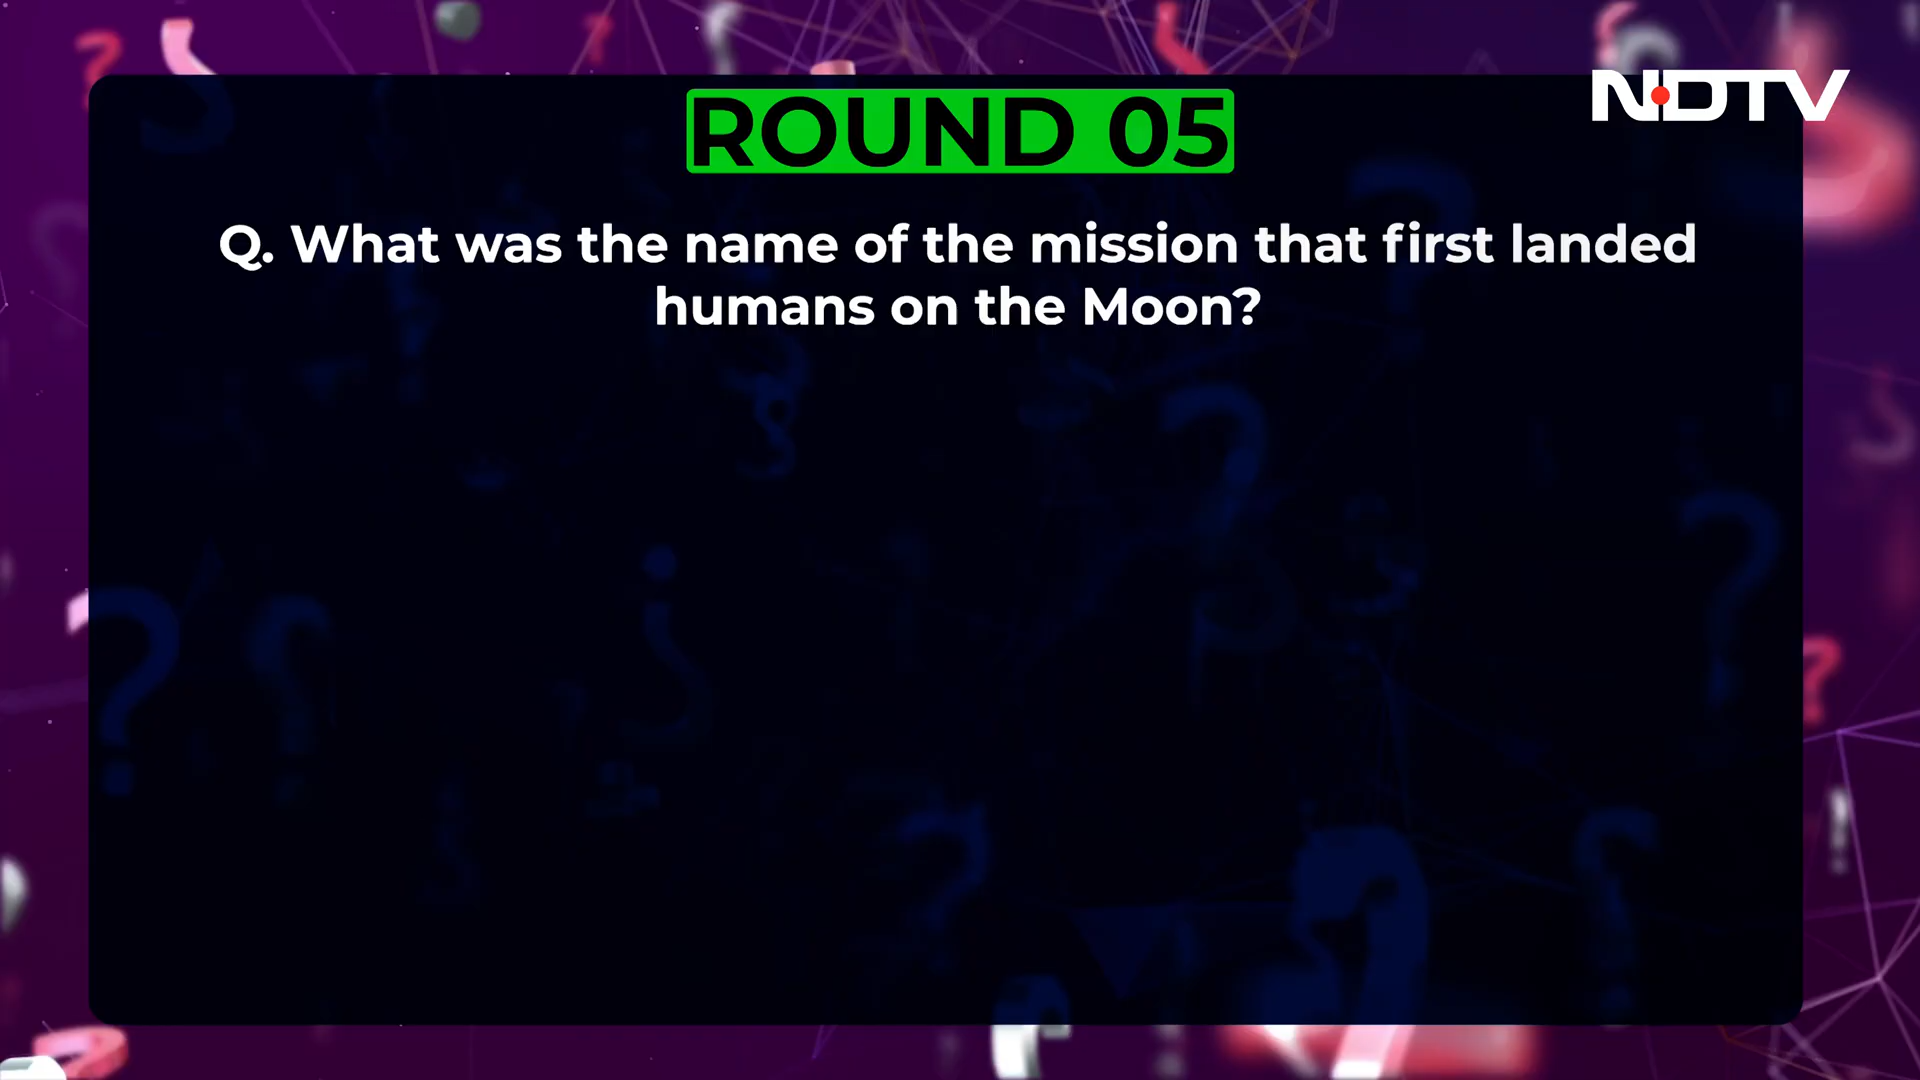 NDTV
ROUND 05
Q. What was the name of the mission that first landed
humans on the Moon?